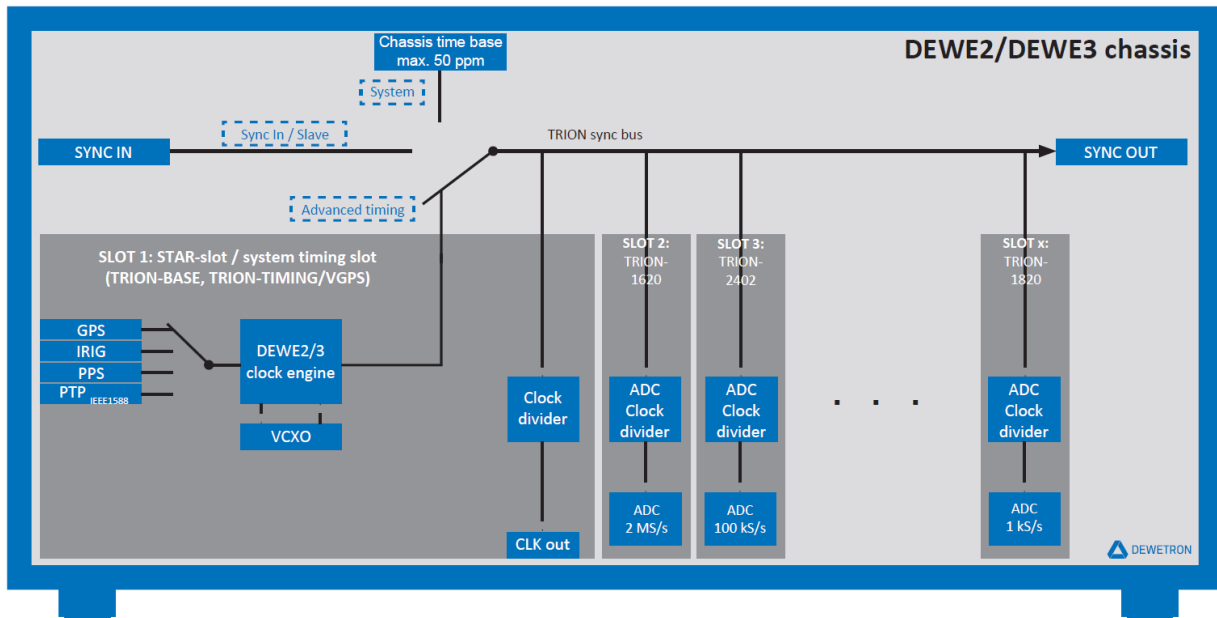 DEWE2/DEWE3 chassis
Chassis time base
max. 50 ppm
System
Sync In / Slave
TRION sync bus
SYNC IN
SYNC OUT
Advanced timing
SLOT 1: STAR-slot / system timing slot
(TRION-BASE, TRION-TIMING/VGPS)
GPS
IRIG
PPS
PTP IEEE1588
DEWE2/3
clock engine
VCXO
Clock
divider
CLK out
SLOT 2:
TRION-
1620
ADC
Clock
divider
ADC
2 MS/s
SLOT 3:
TRION-
2402
ADC
Clock
divider
ADC
100 kS/s
. . .
SLOT x:
TRION-
1820
ADC
Clock
divider
ADC
1 kS/s
DEWETRON